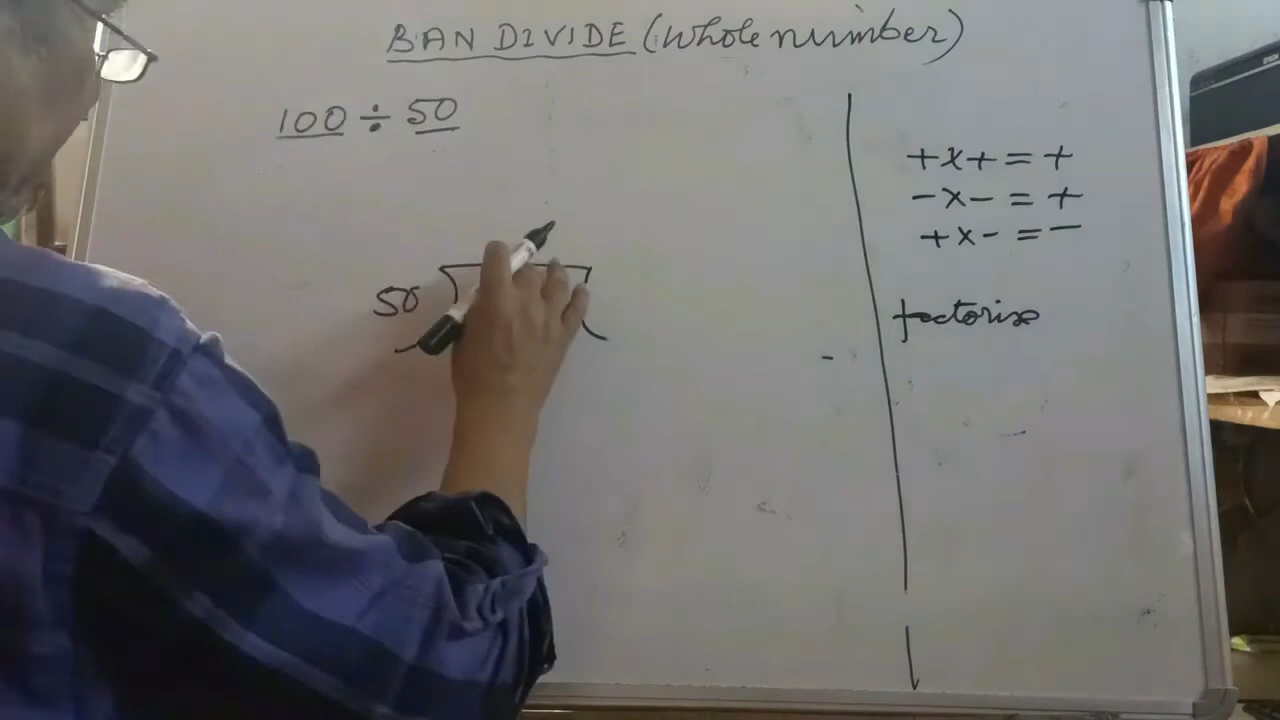 BAN DIVIDE (Whole number)
100 ÷ 50
50
+ x + = +
- x - = +
+ x - = -
factorise